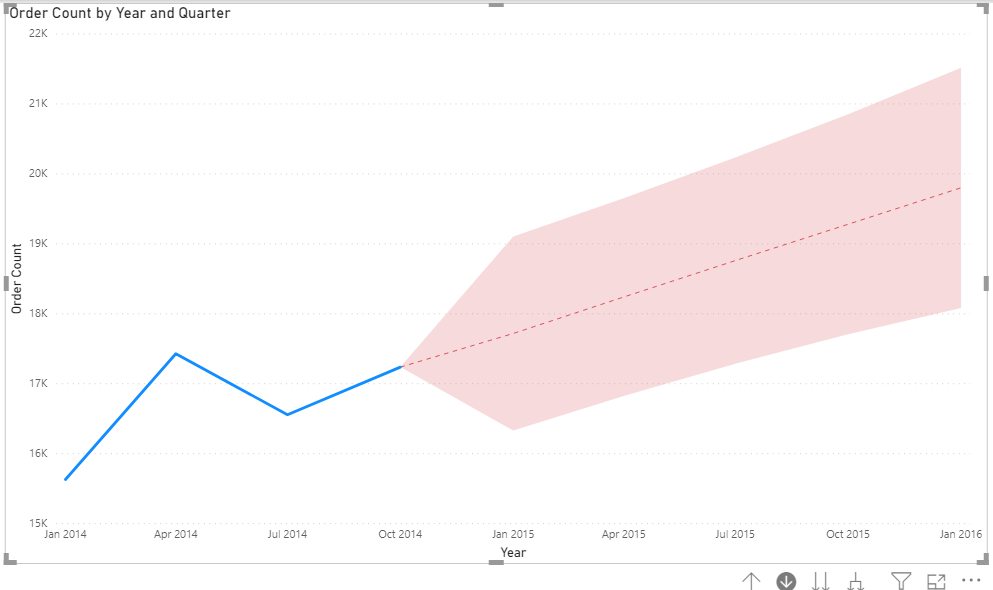 Order Count by Year and Quarter
22K
21K
20K
19K
18K
17K
16K
15K
Order Count
Jan 2014 Apr 2014 Jul 2014 Oct 2014 Jan 2015 Apr 2015 Jul 2015 Oct 2015 Jan 2016
Year